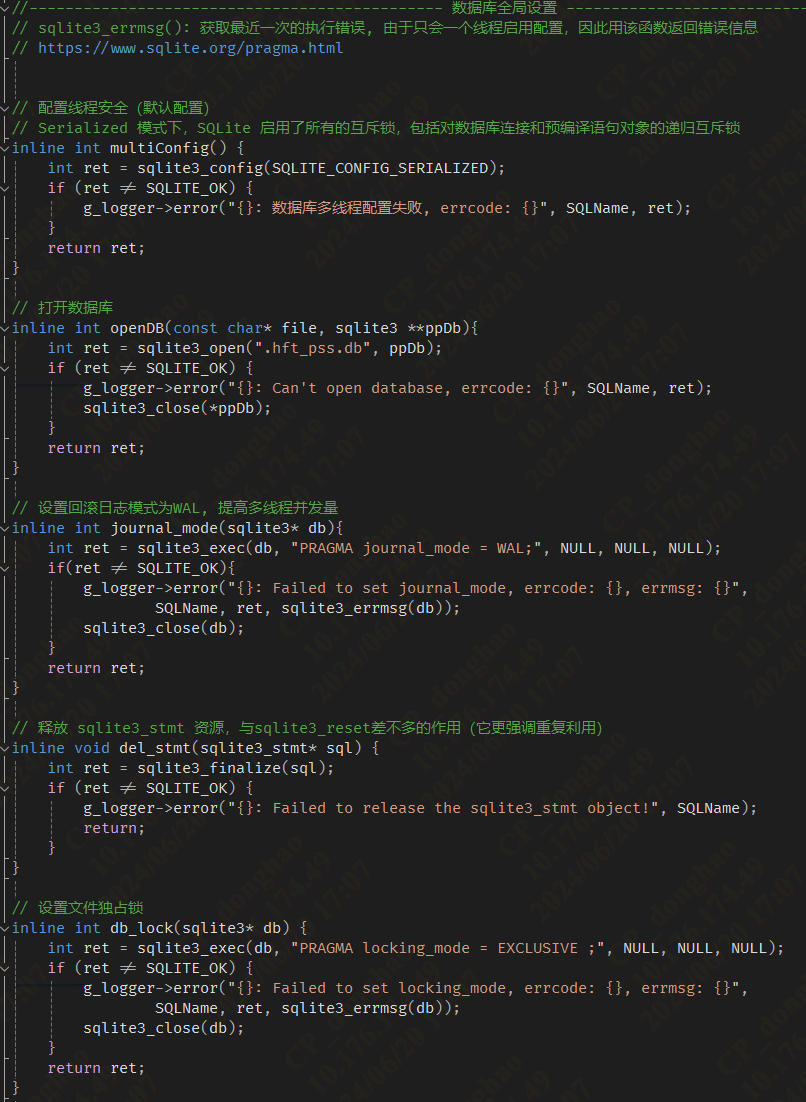 //---------------------------------------------- 数据库全局设置 ---------------------------
// sqlite3_errmsg(): 获取最近一次的执行错误, 由于只会一个线程启用配置，因此用该函数返回错误信息
// https://www.sqlite.org/pragma.html
// 配置线程安全（默认配置）
// Serialized 模式下，SQLite 启用了所有的互斥锁，包括对数据库连接和预编译语句对象的递归互斥锁
inline int multiConfig() {
    int ret = sqlite3_config(SQLITE_CONFIG_SERIALIZED);
    if (ret ≠ SQLITE_OK) {
        g_logger->error("{}: 数据库多线程配置失败, errcode: {}", SQLName, ret);
    }
    return ret;
}
// 打开数据库
inline int openDB(const char* file, sqlite3 **ppDb){
    int ret = sqlite3_open(".hft_pss.db", ppDb);
    if (ret ≠ SQLITE_OK) {
        g_logger->error("{}: Can't open database, errcode: {}", SQLName, ret);
        sqlite3_close(*ppDb);
    }
    return ret;
}
// 设置回滚日志模式为WAL, 提高多线程并发量
inline int journal_mode(sqlite3* db){
    int ret = sqlite3_exec(db, "PRAGMA journal_mode = WAL;", NULL, NULL, NULL);
    if(ret ≠ SQLITE_OK){
        g_logger->error("{}: Failed to set journal_mode, errcode: {}, errmsg: {}",
                SQLName, ret, sqlite3_errmsg(db));
        sqlite3_close(db);
    }
    return ret;
}
// 释放 sqlite3_stmt 资源，与sqlite3_reset差不多的作用（它更强调重复利用）
inline void del_stmt(sqlite3_stmt* sql) {
    int ret = sqlite3_finalize(sql);
    if (ret ≠ SQLITE_OK) {
        g_logger->error("{}: Failed to release the sqlite3_stmt object!", SQLName);
        return;
    }
}
// 设置文件独占锁
inline int db_lock(sqlite3* db) {
    int ret = sqlite3_exec(db, "PRAGMA locking_mode = EXCLUSIVE ;", NULL, NULL, NULL);
    if (ret ≠ SQLITE_OK) {
        g_logger->error("{}: Failed to set locking_mode, errcode: {}, errmsg: {}",
                SQLName, ret, sqlite3_errmsg(db));
        sqlite3_close(db);
    }
    return ret;
}